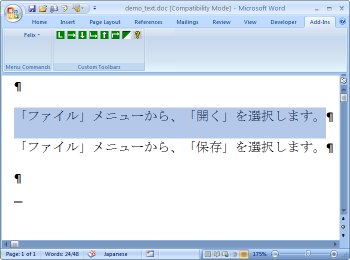 demo_text.doc [Compatibility Mode] - Microsoft Word
Home Insert Page Layout References Mailings Review View Developer Add-Ins
Felix
Menu Commands Custom Toolbars
¶
「ファイル」メニューから、「開く」を選択します。¶
「ファイル」メニューから、「保存」を選択します。¶
¶
Page: 1 of 1 Words: 24/48 Japanese 175%